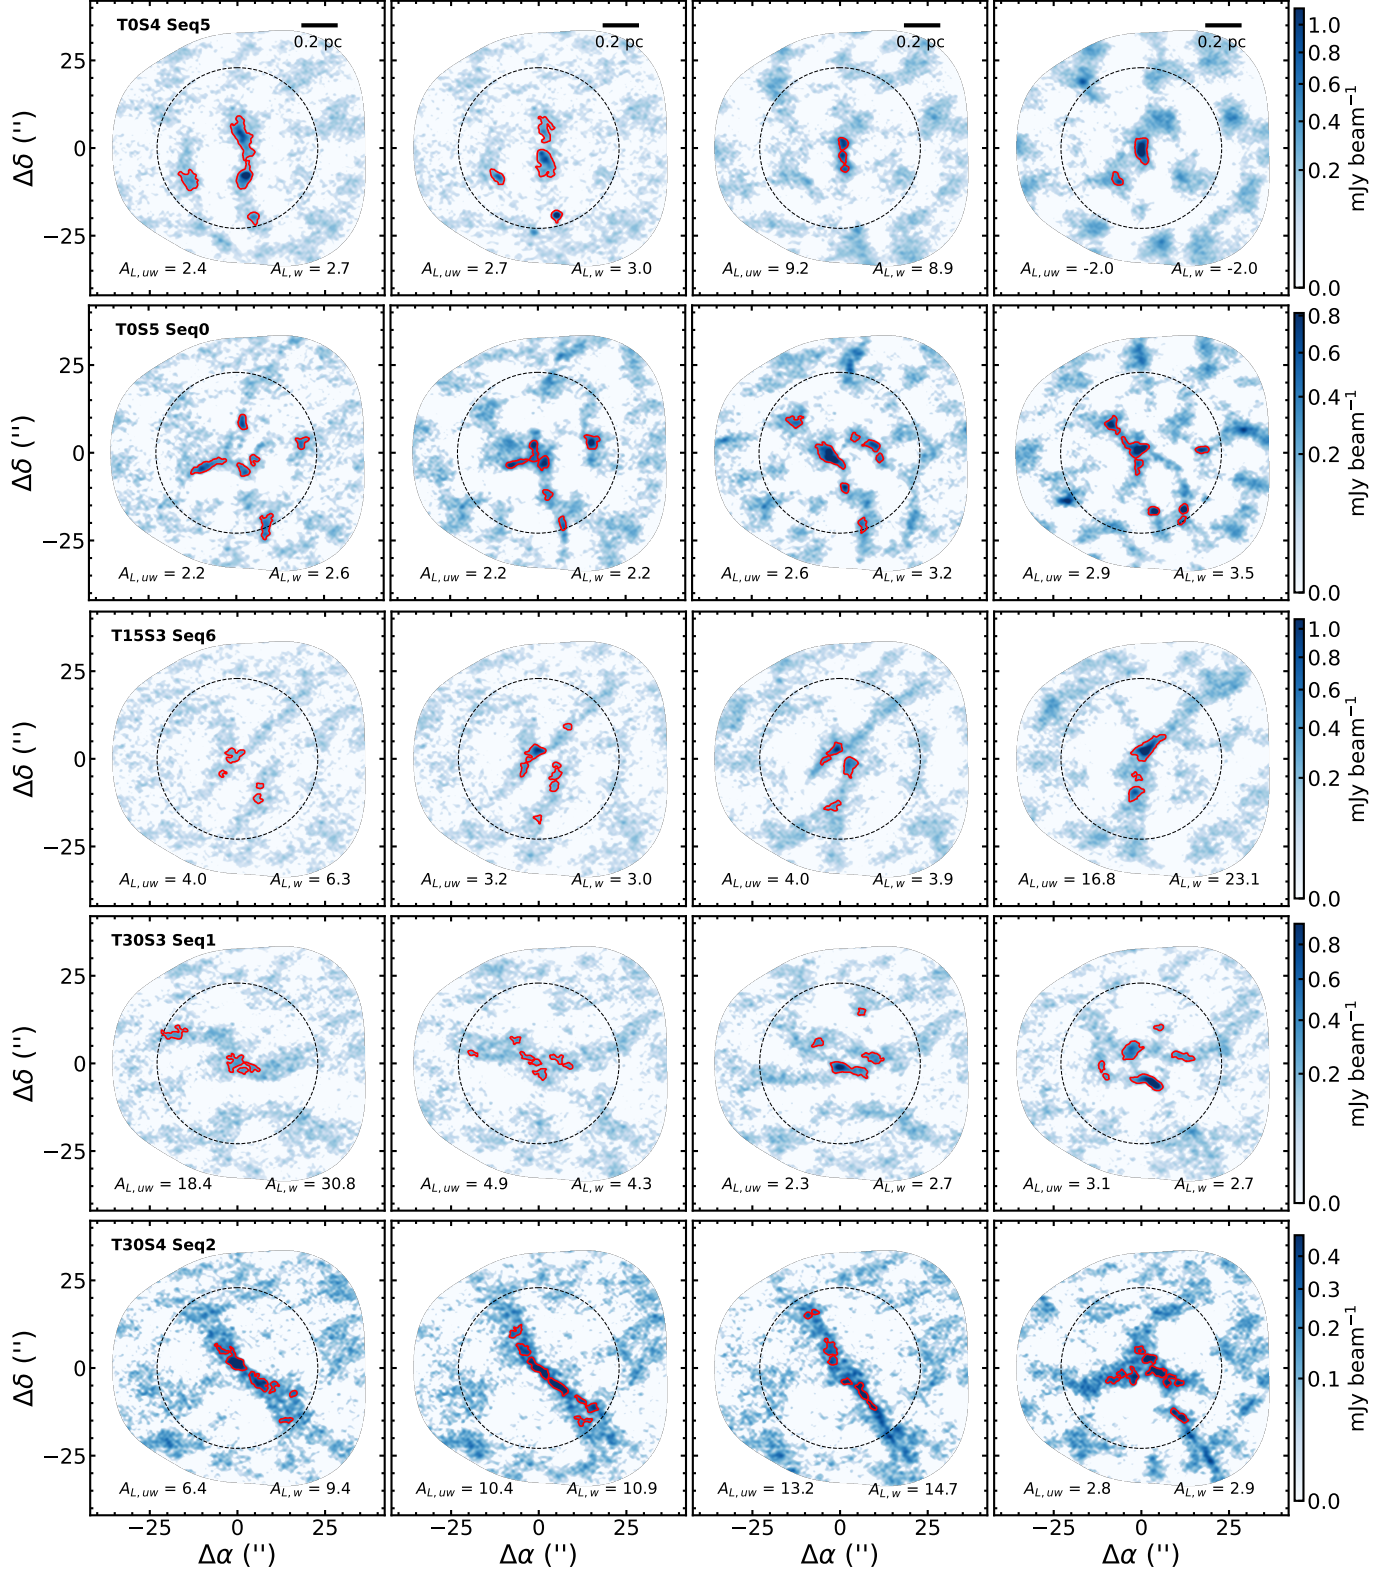 T0S4 Seq5
0.2 pc
0.2 pc
0.2 pc
0.2 pc
25
0
−25
Δδ ('')
A_{L,uw} = 2.4
A_{L,w} = 2.7
A_{L,uw} = 2.7
A_{L,w} = 3.0
A_{L,uw} = 9.2
A_{L,w} = 8.9
A_{L,uw} = -2.0
A_{L,w} = -2.0
1.0
0.8
0.6
0.4
0.2
0.0
mJy beam⁻¹
T0S5 Seq0
25
0
−25
Δδ ('')
A_{L,uw} = 2.2
A_{L,w} = 2.6
A_{L,uw} = 2.2
A_{L,w} = 2.2
A_{L,uw} = 2.6
A_{L,w} = 3.2
A_{L,uw} = 2.9
A_{L,w} = 3.5
0.8
0.6
0.4
0.2
0.0
mJy beam⁻¹
T15S3 Seq6
25
0
−25
Δδ ('')
A_{L,uw} = 4.0
A_{L,w} = 6.3
A_{L,uw} = 3.2
A_{L,w} = 3.0
A_{L,uw} = 4.0
A_{L,w} = 3.9
A_{L,uw} = 16.8
A_{L,w} = 23.1
1.0
0.8
0.6
0.4
0.2
0.0
mJy beam⁻¹
T30S3 Seq1
25
0
−25
Δδ ('')
A_{L,uw} = 18.4
A_{L,w} = 30.8
A_{L,uw} = 4.9
A_{L,w} = 4.3
A_{L,uw} = 2.3
A_{L,w} = 2.7
A_{L,uw} = 3.1
A_{L,w} = 2.7
0.8
0.6
0.4
0.2
0.0
mJy beam⁻¹
T30S4 Seq2
25
0
−25
Δδ ('')
A_{L,uw} = 6.4
A_{L,w} = 9.4
A_{L,uw} = 10.4
A_{L,w} = 10.9
A_{L,uw} = 13.2
A_{L,w} = 14.7
A_{L,uw} = 2.8
A_{L,w} = 2.9
0.4
0.3
0.2
0.1
0.0
mJy beam⁻¹
−25 0 25
−25 0 25
−25 0 25
−25 0 25
Δα ('')
Δα ('')
Δα ('')
Δα ('')